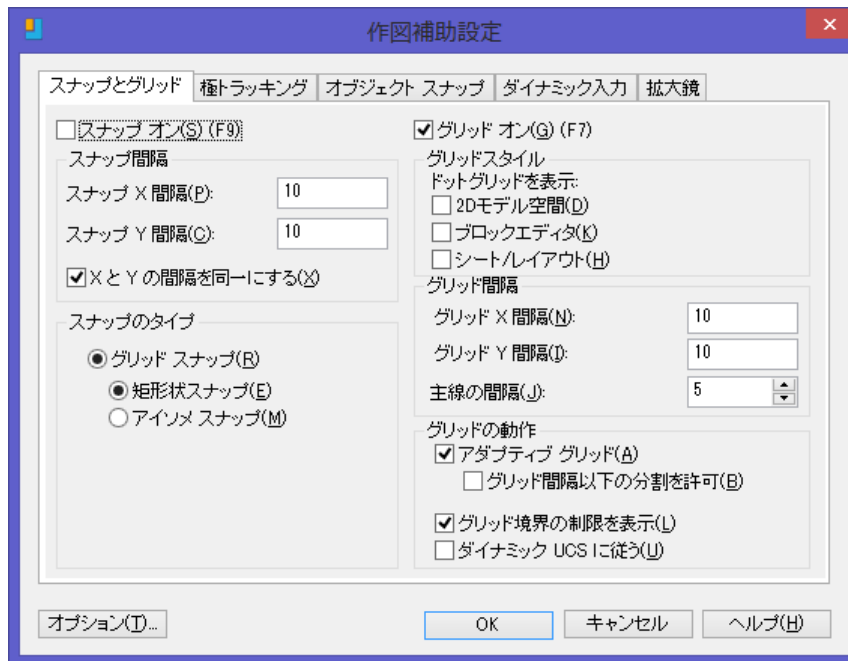 作図補助設定
スナップとグリッド 極トラッキング オブジェクト スナップ ダイナミック入力 拡大鏡
スナップ オン(S) (F9)
スナップ間隔
スナップ X 間隔(P): 10
スナップ Y 間隔(C): 10
X と Y の間隔を同一にする(X)
スナップのタイプ
グリッド スナップ(R)
矩形状スナップ(E)
アイソメ スナップ(M)
グリッド オン(G) (F7)
グリッドスタイル
ドットグリッドを表示:
2Dモデル空間(D)
ブロックエディタ(K)
シート/レイアウト(H)
グリッド間隔
グリッド X 間隔(N): 10
グリッド Y 間隔(I): 10
主線の間隔(J): 5
グリッドの動作
アダプティブ グリッド(A)
グリッド間隔以下の分割を許可(B)
グリッド境界の制限を表示(L)
ダイナミック UCS に従う(U)
オプション(T)... OK キャンセル ヘルプ(H)